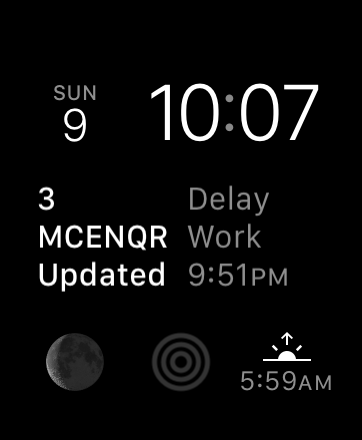 SUN
9
10:07
3
MCENQR
Updated
Delay
Work
9:51PM
5:59AM